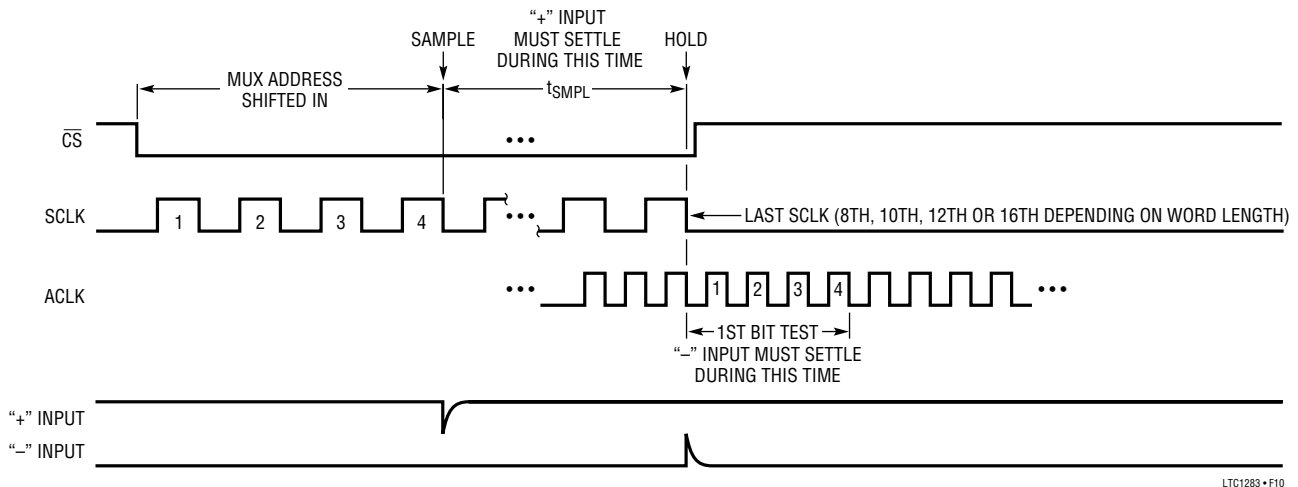 “+” INPUT
MUST SETTLE
DURING THIS TIME
SAMPLE
HOLD
MUX ADDRESS
SHIFTED IN
tSMPL
CS
•••
SCLK
1 2 3 4
•••
LAST SCLK (8TH, 10TH, 12TH OR 16TH DEPENDING ON WORD LENGTH)
ACLK
•••
1 2 3 4
•••
1ST BIT TEST
“–” INPUT MUST SETTLE
DURING THIS TIME
“+” INPUT
“–” INPUT
LTC1283 • F10